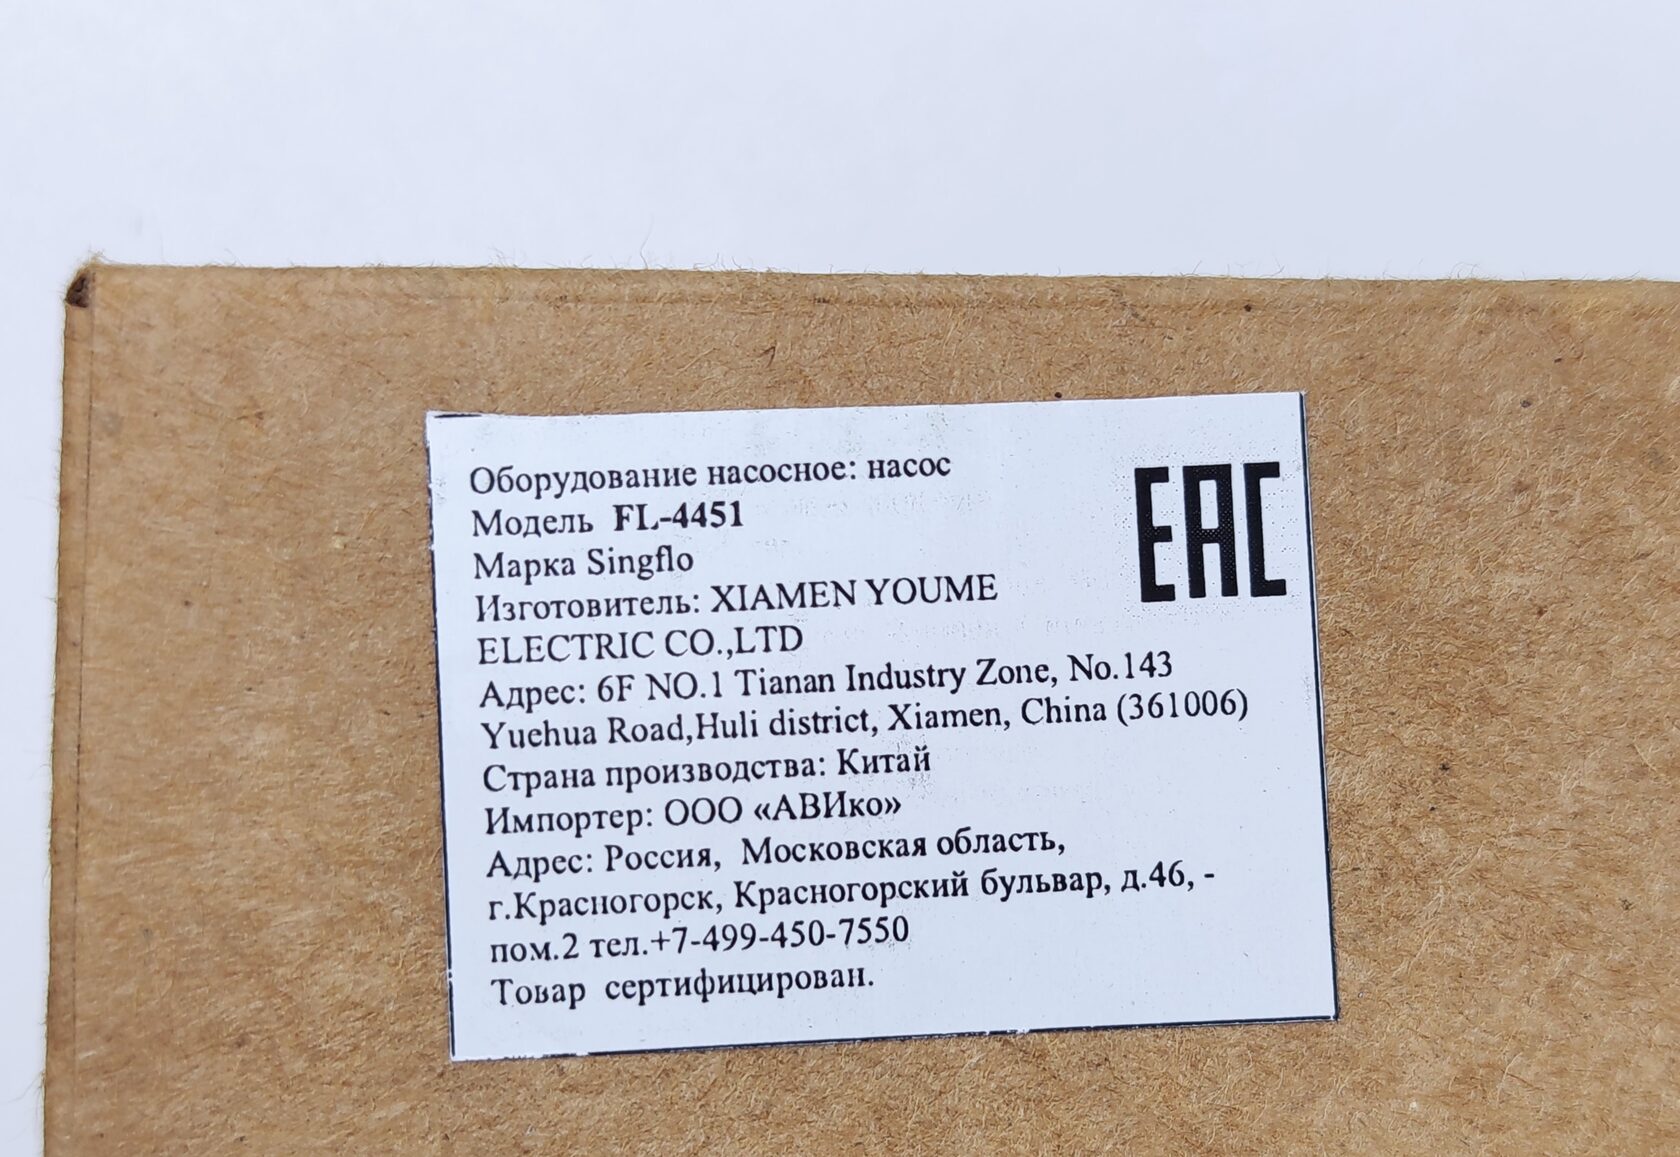 Оборудование насосное: насос
Модель FL-4451
Марка Singflo
Изготовитель: XIAMEN YOUME
ELECTRIC CO.,LTD
Адрес: 6F NO.1 Tianan Industry Zone, No.143
Yuehua Road,Huli district, Xiamen, China (361006)
Страна производства: Китай
Импортер: ООО «АВИко»
Адрес: Россия, Московская область,
г.Красногорск, Красногорский бульвар, д.46, -
пом.2 тел.+7-499-450-7550
Товар сертифицирован.
EAC